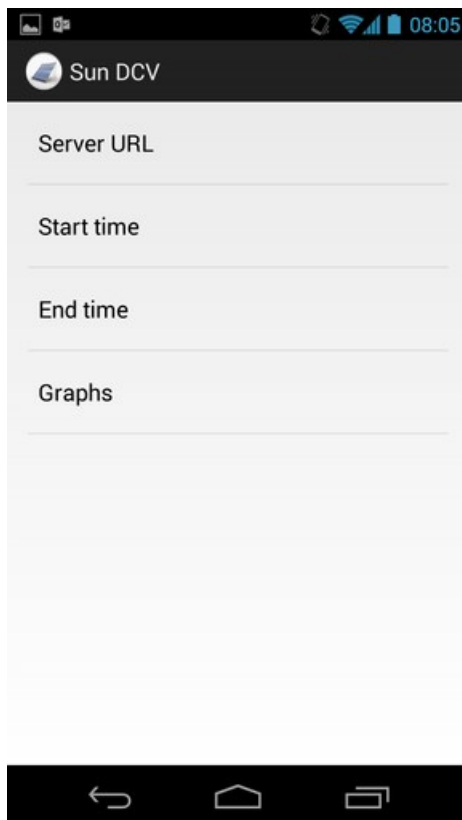 08:05
Sun DCV
Server URL
Start time
End time
Graphs